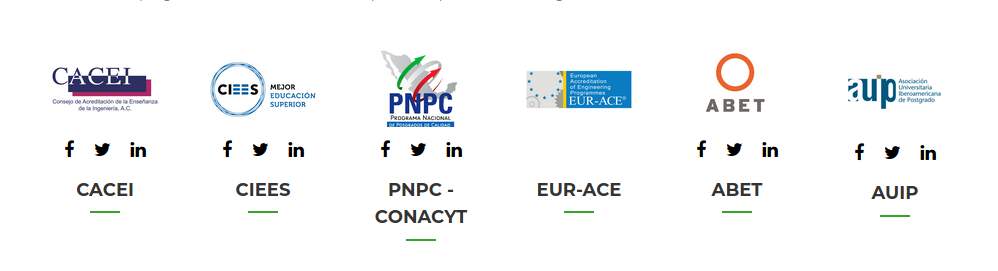 CACEI
Consejo de Acreditación de la Enseñanza
de la Ingeniería, A.C.
CACEI
CIEES
MEJOR
EDUCACIÓN
SUPERIOR
CIEES
PNPC
PROGRAMA NACIONAL
DE POSGRADOS DE CALIDAD
PNPC -
CONACYT
European
Accreditation
of Engineering
Programmes
EUR-ACE®
EUR-ACE
ABET
ABET
auip
Asociación
Universitaria
Iberoamericana
de Postgrado
AUIP